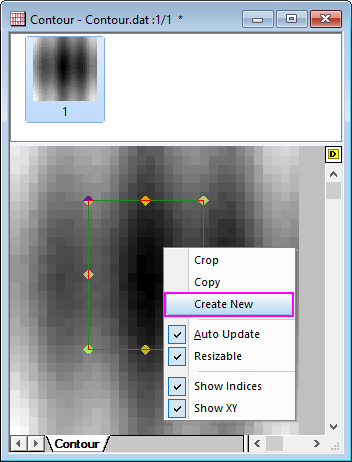 Contour - Contour.dat :1/1 *
1
D
Crop
Copy
Create New
Auto Update
Resizable
Show Indices
Show XY
Contour